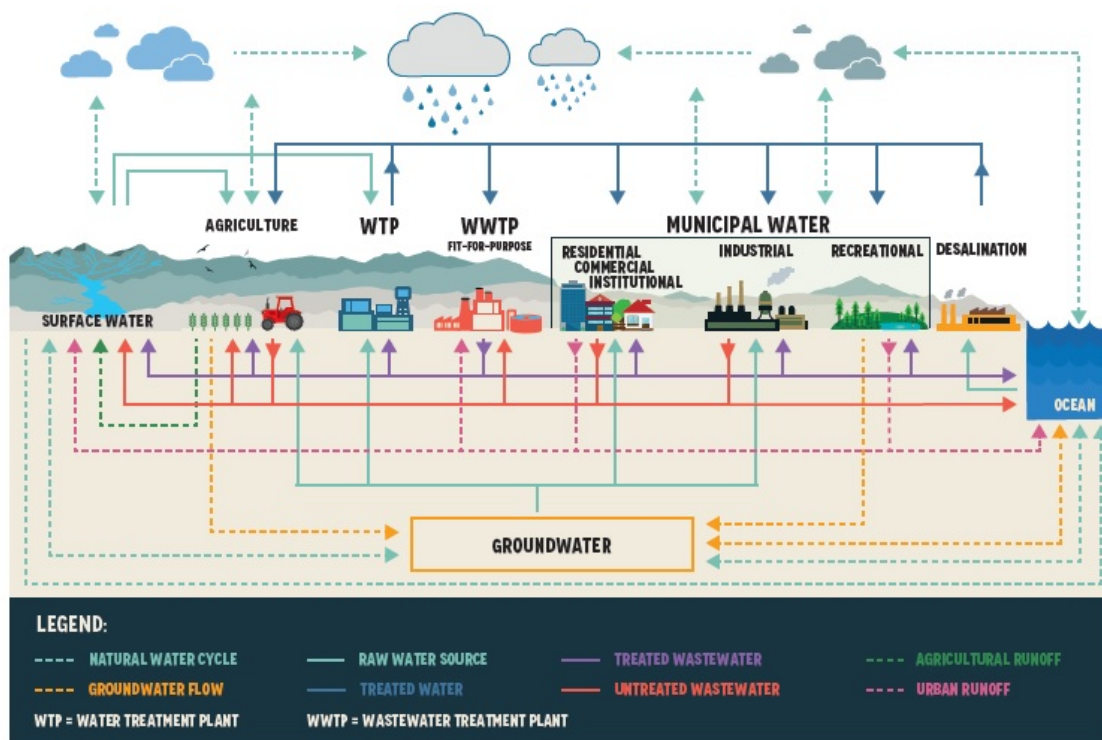 AGRICULTURE
WTP
WWTP
FIT-FOR-PURPOSE
MUNICIPAL WATER
RESIDENTIAL
COMMERCIAL
INSTITUTIONAL
INDUSTRIAL
RECREATIONAL
DESALINATION
SURFACE WATER
OCEAN
GROUNDWATER
LEGEND:
NATURAL WATER CYCLE
RAW WATER SOURCE
TREATED WASTEWATER
AGRICULTURAL RUNOFF
GROUNDWATER FLOW
TREATED WATER
UNTREATED WASTEWATER
URBAN RUNOFF
WTP = WATER TREATMENT PLANT
WWTP = WASTEWATER TREATMENT PLANT